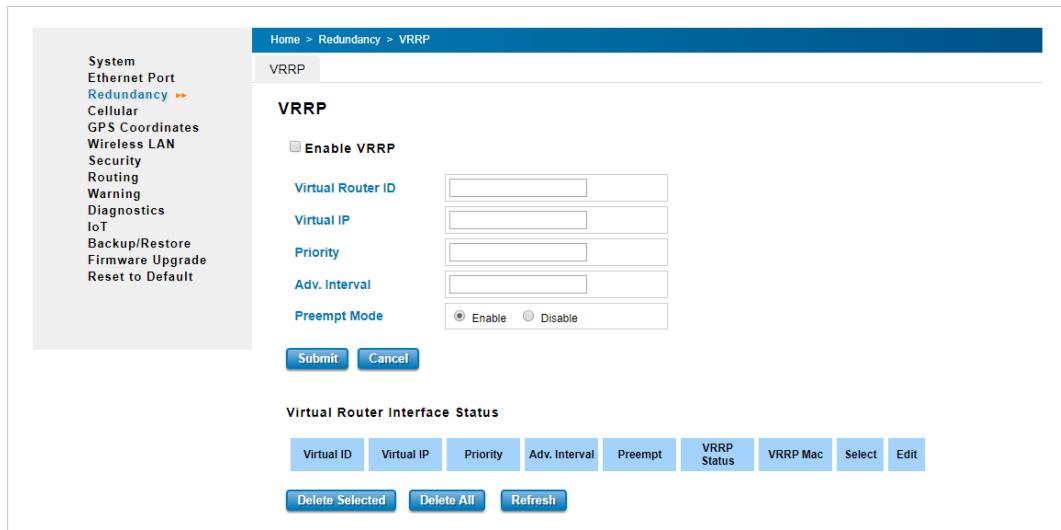 Home > Redundancy > VRRP
System
Ethernet Port
Redundancy
Cellular
GPS Coordinates
Wireless LAN
Security
Routing
Warning
Diagnostics
IoT
Backup/Restore
Firmware Upgrade
Reset to Default
VRRP
VRRP
Enable VRRP
Virtual Router ID
Virtual IP
Priority
Adv. Interval
Preempt Mode Enable Disable
Submit Cancel
Virtual Router Interface Status
Virtual ID Virtual IP Priority Adv. Interval Preempt VRRP Status VRRP Mac Select Edit
Delete Selected Delete All Refresh